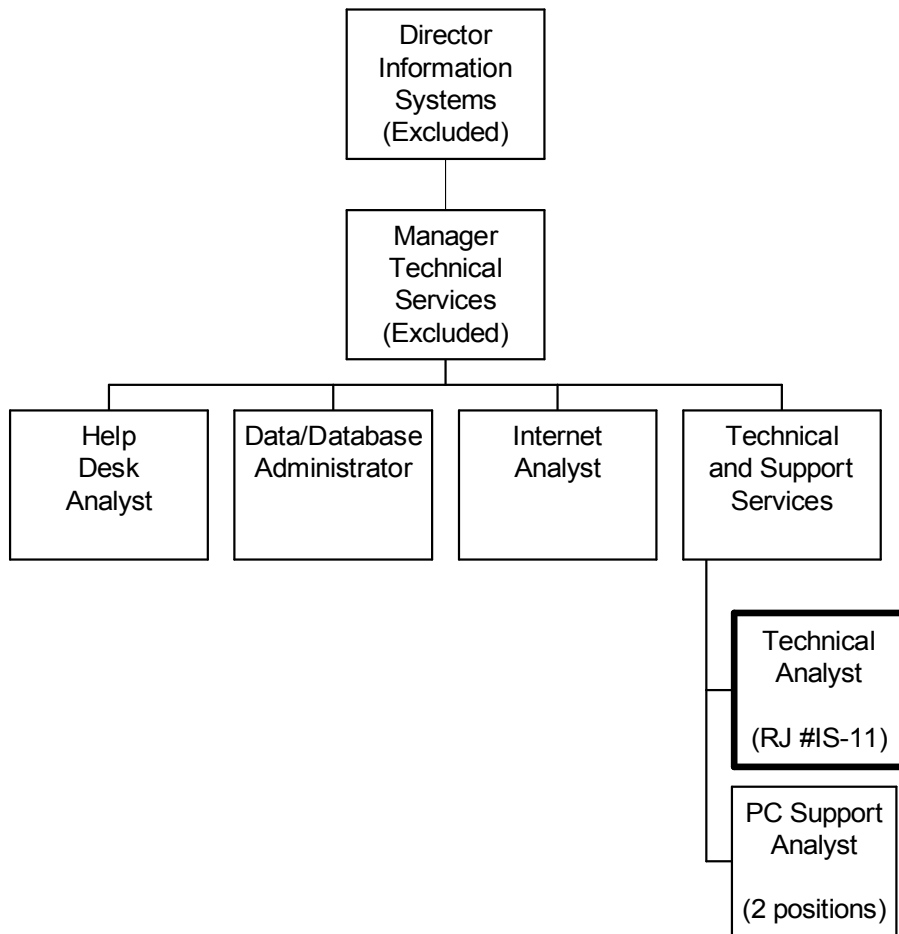 Director
Information
Systems
(Excluded)
Manager
Technical
Services
(Excluded)
Help
Desk
Analyst
Data/Database
Administrator
Internet
Analyst
Technical
and Support
Services
Technical
Analyst
(RJ #IS-11)
PC Support
Analyst
(2 positions)